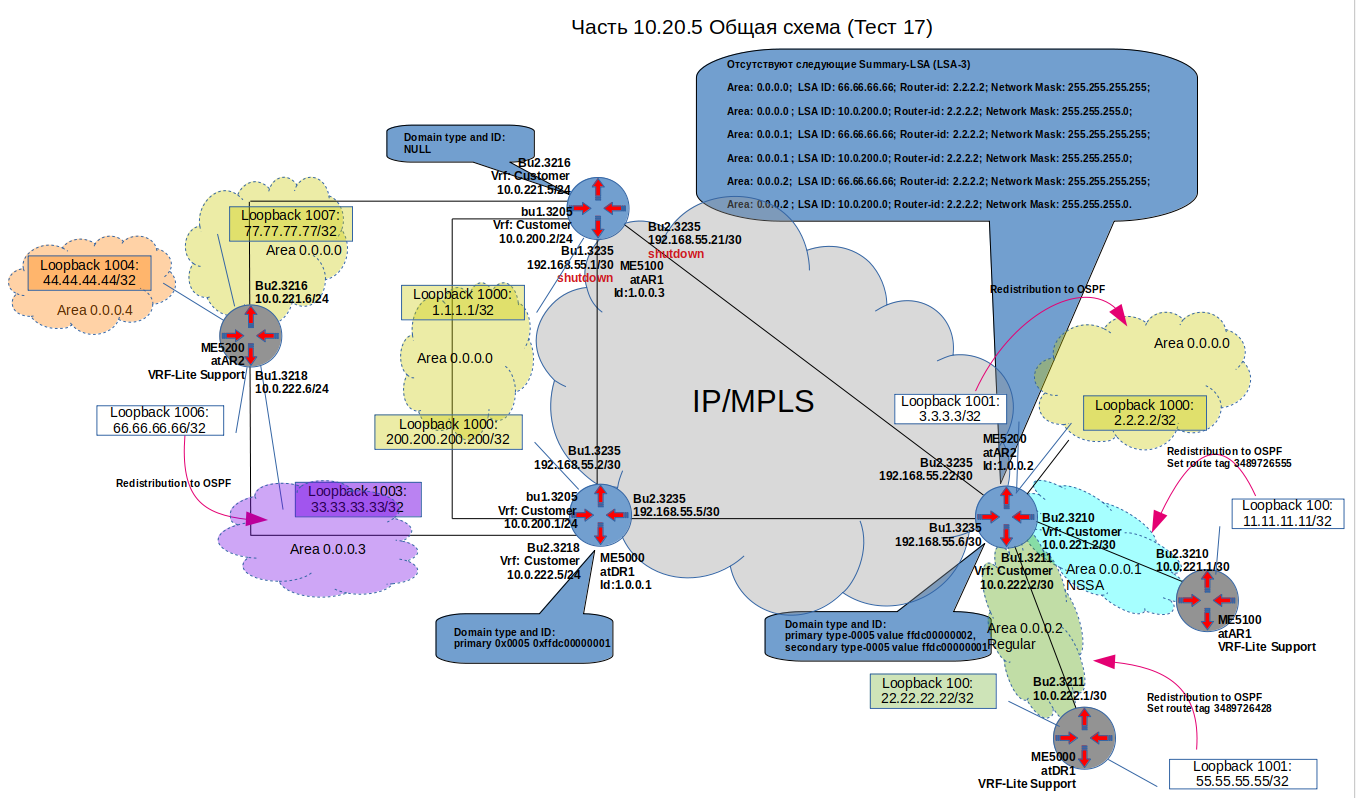 Часть 10.20.5 Общая схема (Тест 17)
Отсутствуют следующие Summary-LSA (LSA-3)
Area: 0.0.0.0; LSA ID: 66.66.66.66; Router-id: 2.2.2.2; Network Mask: 255.255.255.255;
Area: 0.0.0.0 ; LSA ID: 10.0.200.0; Router-id: 2.2.2.2; Network Mask: 255.255.255.0;
Area: 0.0.0.1; LSA ID: 66.66.66.66; Router-id: 2.2.2.2; Network Mask: 255.255.255.255;
Area: 0.0.0.1 ; LSA ID: 10.0.200.0; Router-id: 2.2.2.2; Network Mask: 255.255.255.0;
Area: 0.0.0.2; LSA ID: 66.66.66.66; Router-id: 2.2.2.2; Network Mask: 255.255.255.255;
Area: 0.0.0.2 ; LSA ID: 10.0.200.0; Router-id: 2.2.2.2; Network Mask: 255.255.255.0.
Domain type and ID:
NULL
Bu2.3216
Vrf: Customer
10.0.221.5/24
bu1.3205
Vrf: Customer
10.0.200.2/24
Bu1.3235
192.168.55.1/30
shutdown
Bu2.3235
192.168.55.21/30
shutdown
ME5100
atAR1
Id:1.0.0.3
Loopback 1007:
77.77.77.77/32
Area 0.0.0.0
Loopback 1004:
44.44.44.44/32
Area 0.0.0.4
Bu2.3216
10.0.221.6/24
ME5200
atAR2
VRF-Lite Support
Bu1.3218
10.0.222.6/24
Loopback 1006:
66.66.66.66/32
Redistribution to OSPF
Loopback 1003:
33.33.33.33/32
Area 0.0.0.3
Loopback 1000:
1.1.1.1/32
Area 0.0.0.0
Loopback 1000:
200.200.200.200/32
IP/MPLS
Bu1.3235
192.168.55.2/30
bu1.3205
Vrf: Customer
10.0.200.1/24
Bu2.3235
192.168.55.5/30
Bu2.3218
Vrf: Customer
10.0.222.5/24
ME5000
atDR1
Id:1.0.0.1
Domain type and ID:
primary 0x0005 0xffdc00000001
Redistribution to OSPF
Area 0.0.0.0
Loopback 1001:
3.3.3.3/32
Loopback 1000:
2.2.2.2/32
ME5200
atAR2
Id:1.0.0.2
Bu2.3235
192.168.55.22/30
Bu1.3235
192.168.55.6/30
Redistribution to OSPF
Set route tag 3489726555
Loopback 100:
11.11.11.11/32
Bu2.3210
Vrf: Customer
10.0.221.2/30
Bu2.3210
10.0.221.1/30
Area 0.0.0.1
NSSA
Bu1.3211
Vrf: Customer
10.0.222.2/30
ME5100
atAR1
VRF-Lite Support
Domain type and ID:
primary type-0005 value ffdc00000002,
secondary type-0005 value ffdc00000001
Area 0.0.0.2
Regular
Loopback 100:
22.22.22.22/32
Bu2.3211
10.0.222.1/30
Redistribution to OSPF
Set route tag 3489726428
ME5000
atDR1
VRF-Lite Support
Loopback 1001:
55.55.55.55/32